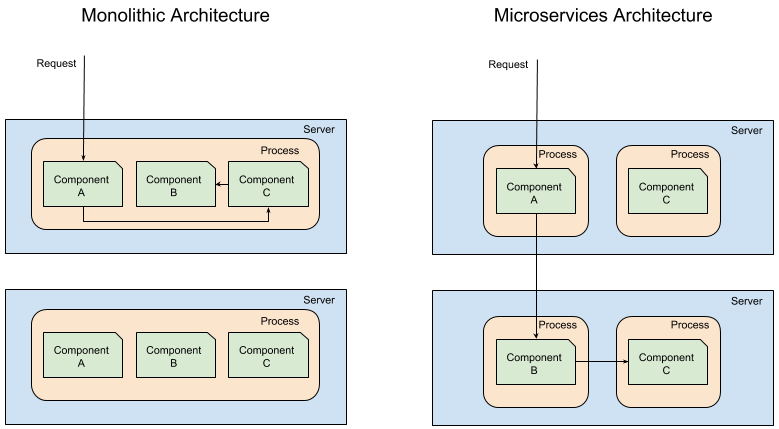 Monolithic Architecture
Microservices Architecture
Request
Server
Process
Component
A
Component
B
Component
C
Server
Process
Component
A
Component
B
Component
C
Request
Server
Process
Component
A
Process
Component
C
Server
Process
Component
B
Process
Component
C